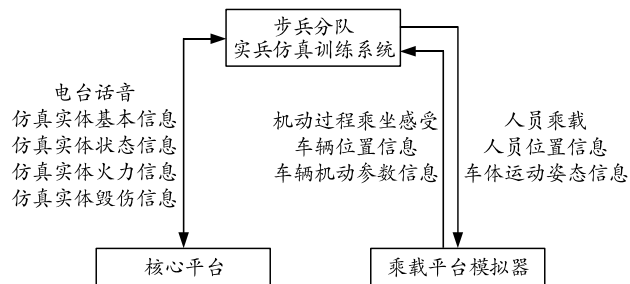 步兵分队
实兵仿真训练系统
电台话音
仿真实体基本信息
仿真实体状态信息
仿真实体火力信息
仿真实体毁伤信息
机动过程乘坐感受
车辆位置信息
车辆机动参数信息
人员乘载
人员位置信息
车体运动姿态信息
核心平台
乘载平台模拟器